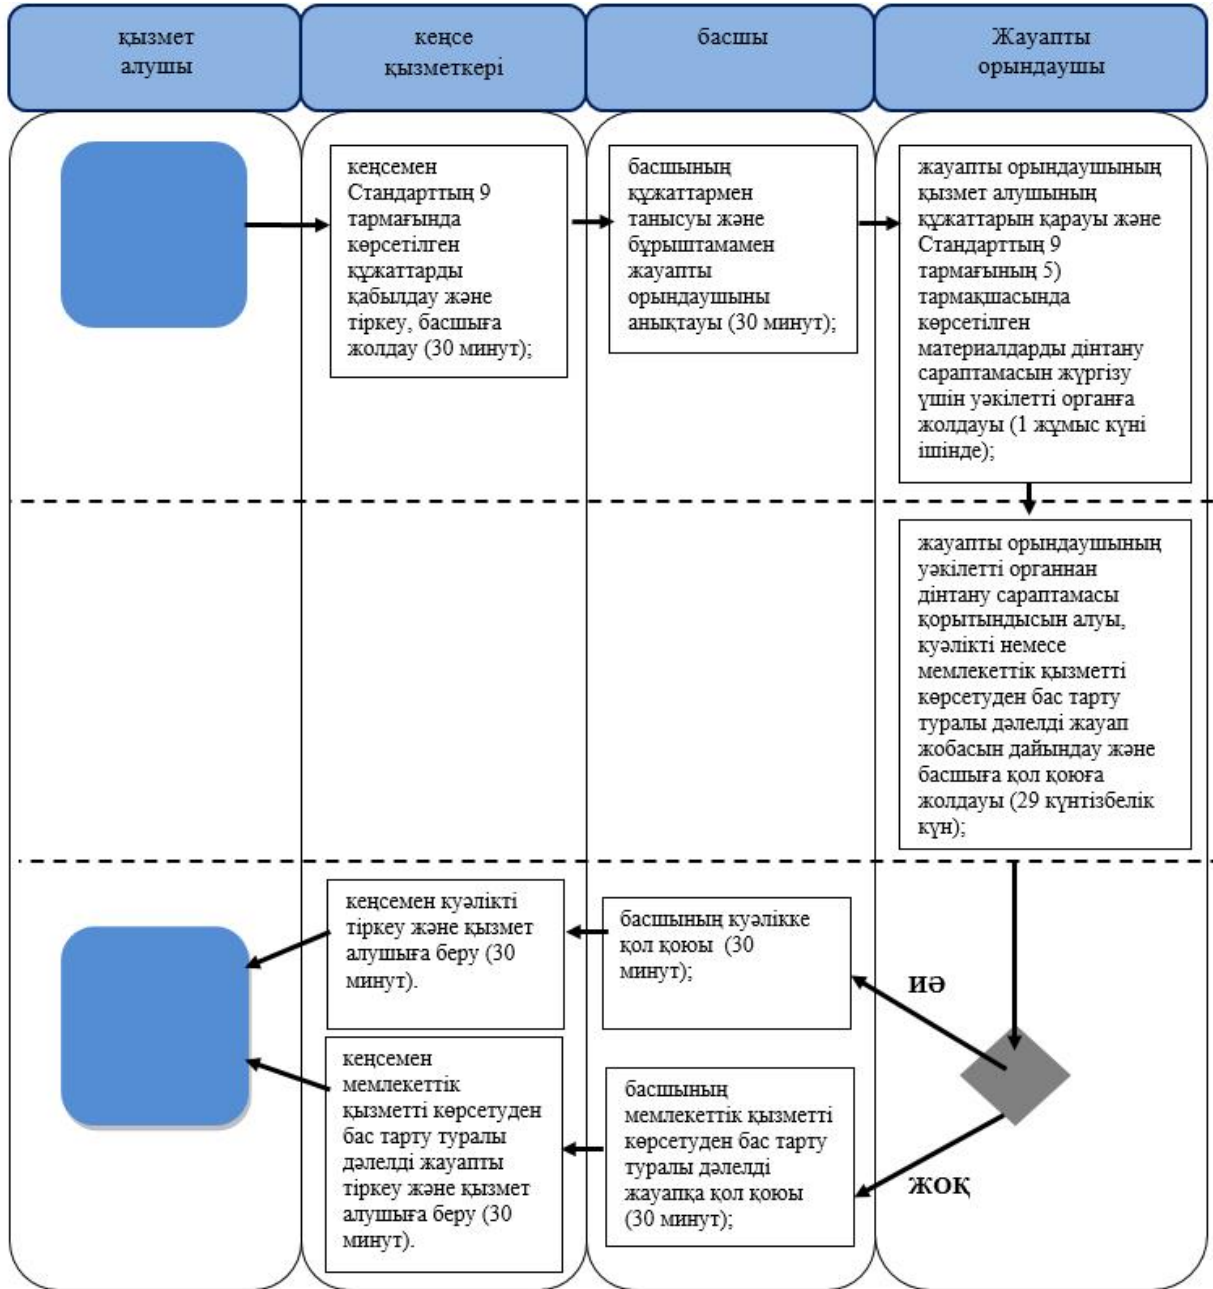 қызмет
алушы
кеңсе
қызметкері
басшы
Жауапты
орындаушы
кеңсемен
Стандарттың 9
тармағында
көрсетілген
құжаттарды
қабылдау және
тіркеу, басшыға
жолдау (30 минут);
басшының
құжаттармен
танысуы және
бұрыштамамен
жауапты
орындаушыны
анықтауы (30 минут);
жауапты орындаушының
қызмет алушының
құжаттарын қарауы және
Стандарттың 9
тармағының 5)
тармақшасында
көрсетілген
материалдарды дінтану
сараптамасын жүргізу
үшін уәкілетті органға
жолдауы (1 жұмыс күні
ішінде);
жауапты орындаушының
уәкілетті органнан
дінтану сараптамасы
қорытындысын алуы,
куәлікті немесе
мемлекеттік қызметті
көрсетуден бас тарту
туралы дәлелді жауап
жобасын дайындау және
басшыға қол қоюға
жолдауы (29 күнтізбелік
күн);
кеңсемен куәлікті
тіркеу және қызмет
алушыға беру (30
минут).
басшының куәлікке
қол қоюы (30
минут);
ИӘ
кеңсемен
мемлекеттік
қызметті көрсетуден
бас тарту туралы
дәлелді жауапты
тіркеу және қызмет
алушыға беру (30
минут).
басшының
мемлекеттік қызметті
көрсетуден бас тарту
туралы дәлелді
жауапқа қол қоюы
(30 минут);
ЖОҚ